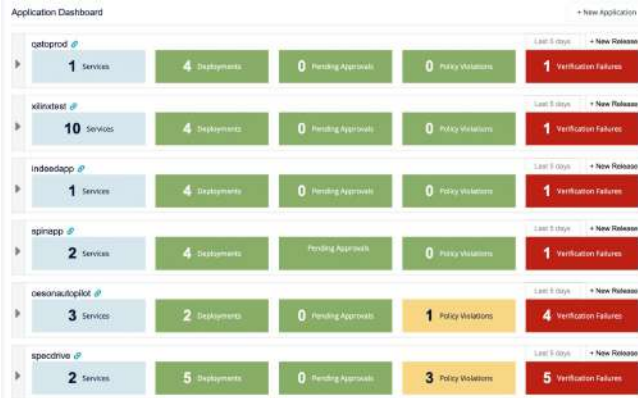 Application Dashboard
+ New Application
qatoprod
Last 5 days
+ New Release
1 Services
4 Deployments
0 Pending Approvals
0 Policy Violations
1 Verification Failures
xilinxtest
Last 5 days
+ New Release
10 Services
4 Deployments
0 Pending Approvals
0 Policy Violations
1 Verification Failures
indeedapp
Last 5 days
+ New Release
1 Services
4 Deployments
0 Pending Approvals
0 Policy Violations
1 Verification Failures
spinapp
Last 5 days
+ New Release
2 Services
4 Deployments
Pending Approvals
0 Policy Violations
1 Verification Failures
oesonautopilot
Last 5 days
+ New Release
3 Services
2 Deployments
0 Pending Approvals
1 Policy Violations
4 Verification Failures
specdrive
Last 5 days
+ New Release
2 Services
5 Deployments
0 Pending Approvals
3 Policy Violations
5 Verification Failures